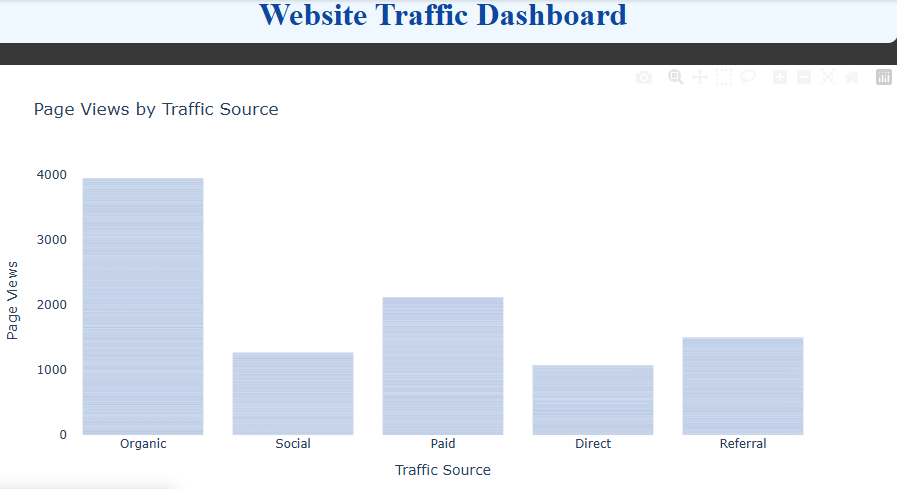 Website Traffic Dashboard
Page Views by Traffic Source
4000
3000
2000
1000
0
Page Views
Organic Social Paid Direct Referral
Traffic Source